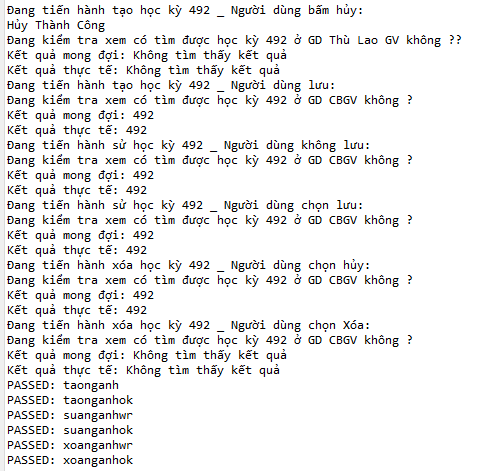 Đang tiến hành tạo học kỳ 492 _ Người dùng bấm hủy:
Hủy Thành Công
Đang kiểm tra xem có tìm được học kỳ 492 ở GD Thù Lao GV không ??
Kết quả mong đợi: Không tìm thấy kết quả
Kết quả thực tế: Không tìm thấy kết quả
Đang tiến hành tạo học kỳ 492 _ Người dùng lưu:
Đang kiểm tra xem có tìm được học kỳ 492 ở GD CBGV không ?
Kết quả mong đợi: 492
Kết quả thực tế: 492
Đang tiến hành sử học kỳ 492 _ Người dùng không lưu:
Đang kiểm tra xem có tìm được học kỳ 492 ở GD CBGV không ?
Kết quả mong đợi: 492
Kết quả thực tế: 492
Đang tiến hành sử học kỳ 492 _ Người dùng chọn lưu:
Đang kiểm tra xem có tìm được học kỳ 492 ở GD CBGV không ?
Kết quả mong đợi: 492
Kết quả thực tế: 492
Đang tiến hành xóa học kỳ 492 _ Người dùng chọn hủy:
Đang kiểm tra xem có tìm được học kỳ 492 ở GD CBGV không ?
Kết quả mong đợi: 492
Kết quả thực tế: 492
Đang tiến hành xóa học kỳ 492 _ Người dùng chọn Xóa:
Đang kiểm tra xem có tìm được học kỳ 492 ở GD CBGV không ?
Kết quả mong đợi: Không tìm thấy kết quả
Kết quả thực tế: Không tìm thấy kết quả
PASSED: taonganh
PASSED: taonganhok
PASSED: suanganhwr
PASSED: suanganhok
PASSED: xoanganhwr
PASSED: xoanganhok